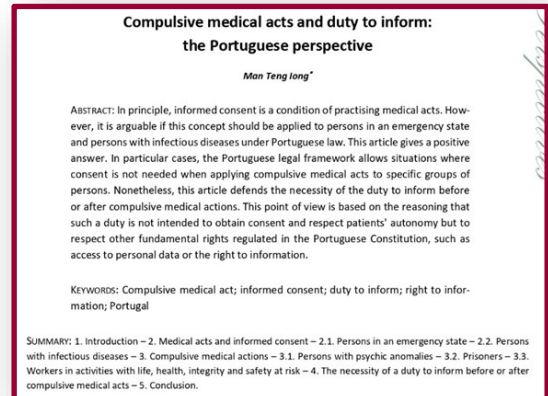 Compulsive medical acts and duty to inform:
the Portuguese perspective
Man Teng Iong*
ABSTRACT: In principle, informed consent is a condition of practising medical acts. How-
ever, it is arguable if this concept should be applied to persons in an emergency state
and persons with infectious diseases under Portuguese law. This article gives a positive
answer. In particular cases, the Portuguese legal framework allows situations where
consent is not needed when applying compulsive medical acts to specific groups of
persons. Nonetheless, this article defends the necessity of the duty to inform before
or after compulsive medical actions. This point of view is based on the reasoning that
such a duty is not intended to obtain consent and respect patients' autonomy but to
respect other fundamental rights regulated in the Portuguese Constitution, such as
access to personal data or the right to information.
KEYWORDS: Compulsive medical act; informed consent; duty to inform; right to infor-
mation; Portugal
SUMMARY: 1. Introduction – 2. Medical acts and informed consent – 2.1. Persons in an emergency state – 2.2. Persons
with infectious diseases – 3. Compulsive medical actions – 3.1. Persons with psychic anomalies – 3.2. Prisoners – 3.3.
Workers in activities with life, health, integrity and safety at risk – 4. The necessity of a duty to inform before or after
compulsive medical acts – 5. Conclusion.